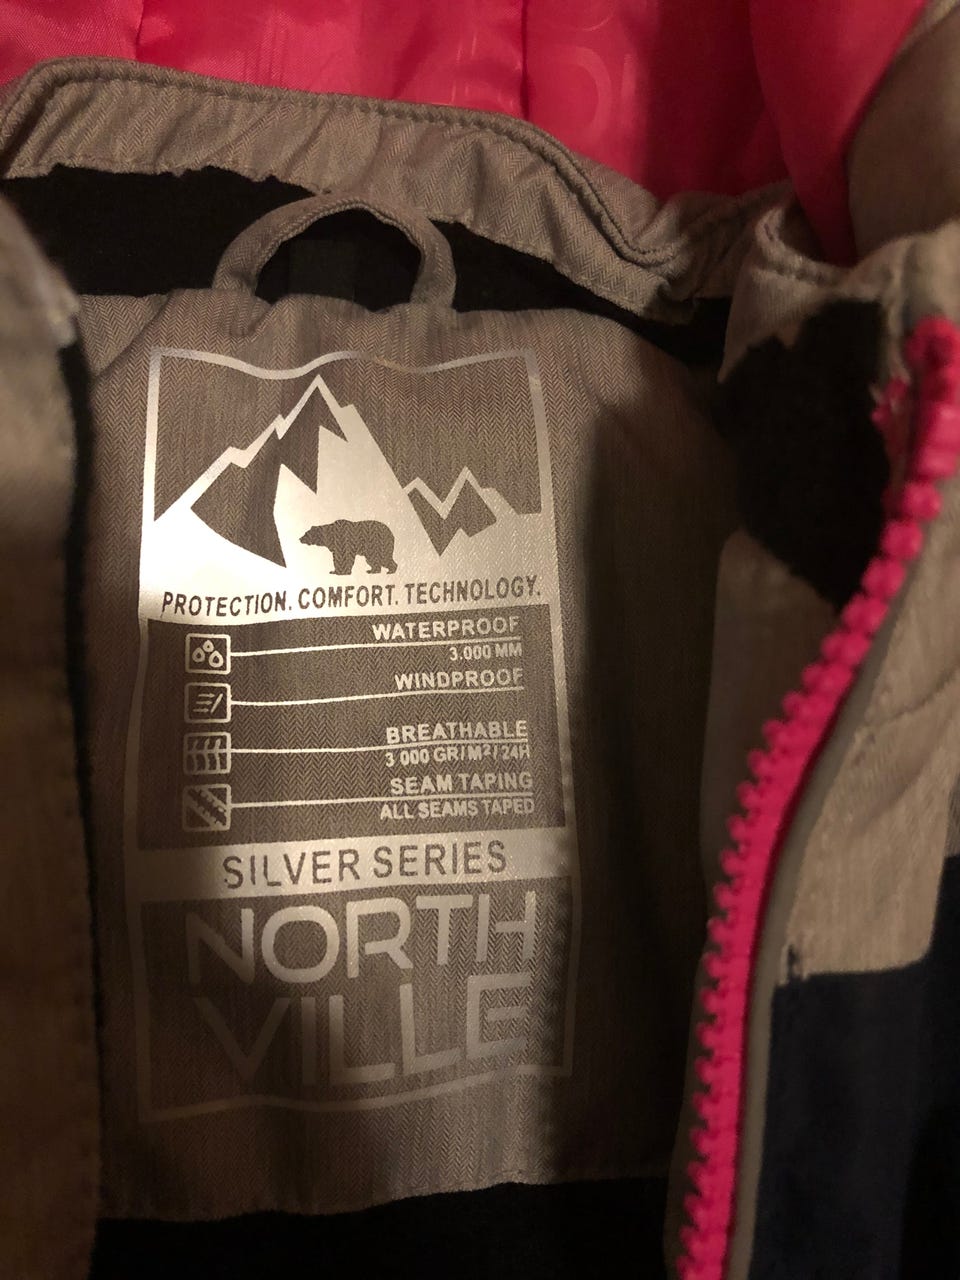 PROTECTION. COMFORT. TECHNOLOGY.
WATERPROOF
3.000 MM
WINDPROOF
BREATHABLE
3 000 GR/M²/24H
SEAM TAPING
ALL SEAMS TAPED
SILVER SERIES
NORTH
VILLE